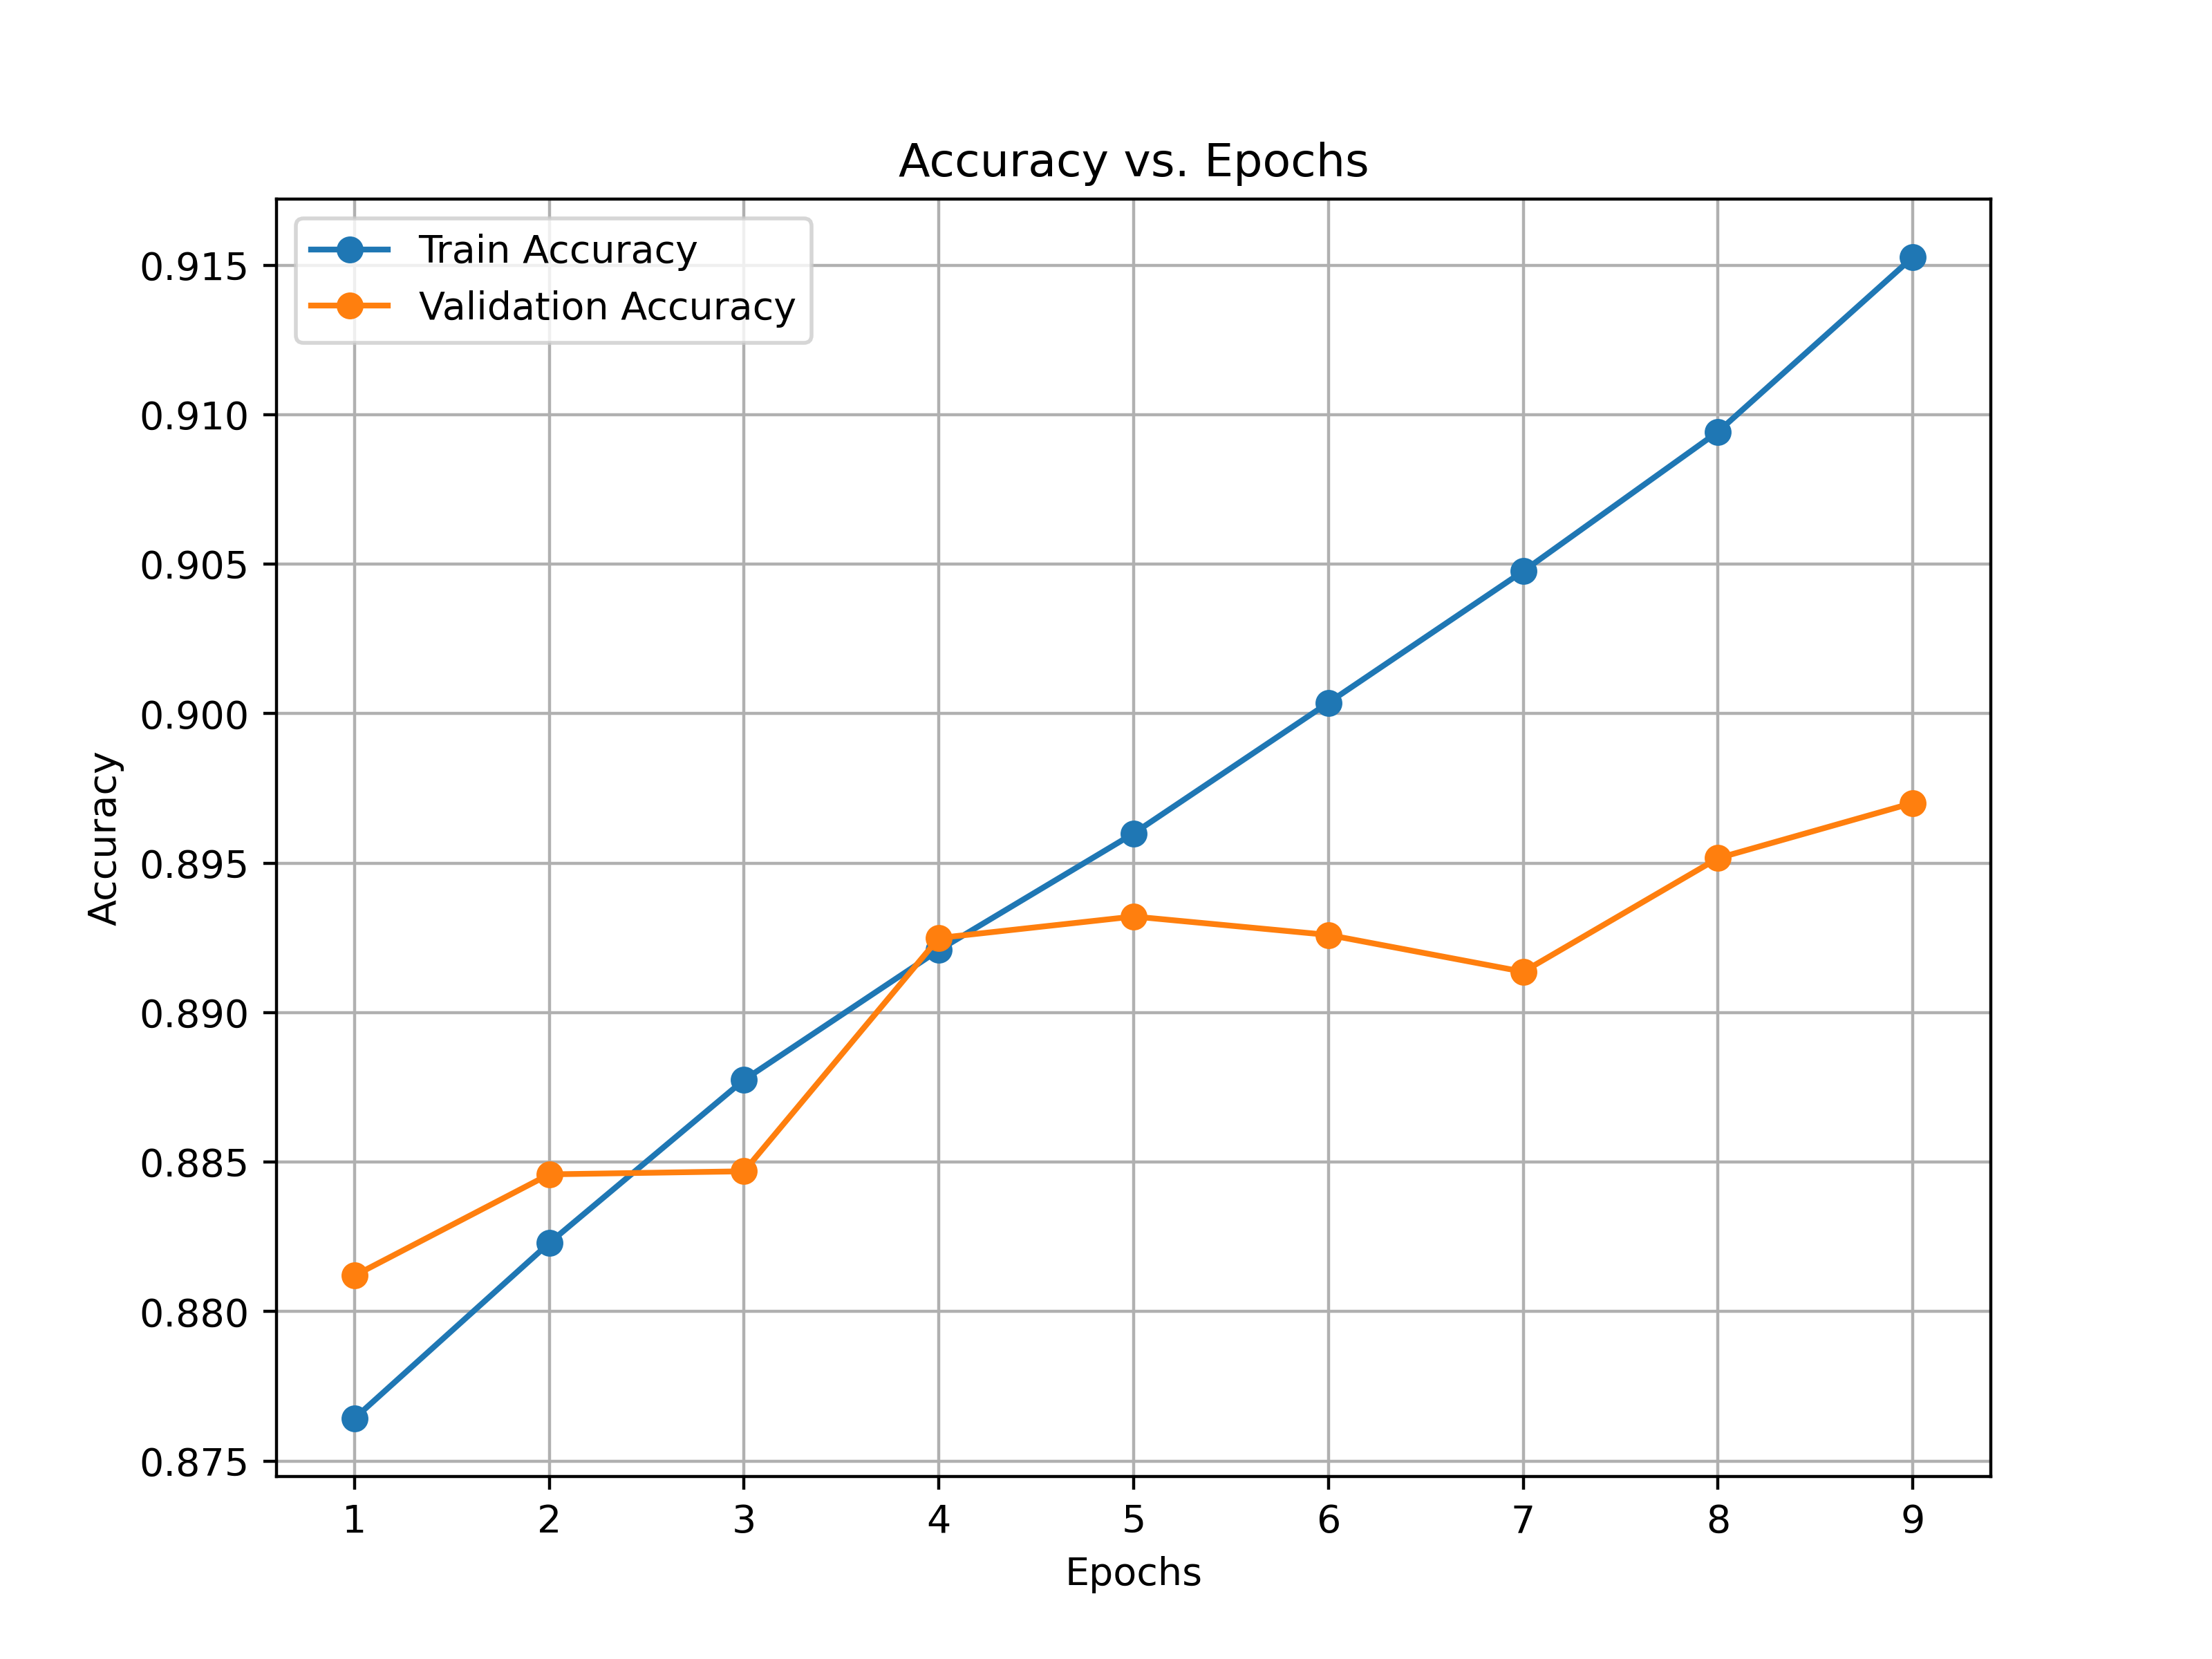 Accuracy vs. Epochs
Train Accuracy
Validation Accuracy
0.915
0.910
0.905
0.900
0.895
0.890
0.885
0.880
0.875
Accuracy
1 2 3 4 5 6 7 8 9
Epochs